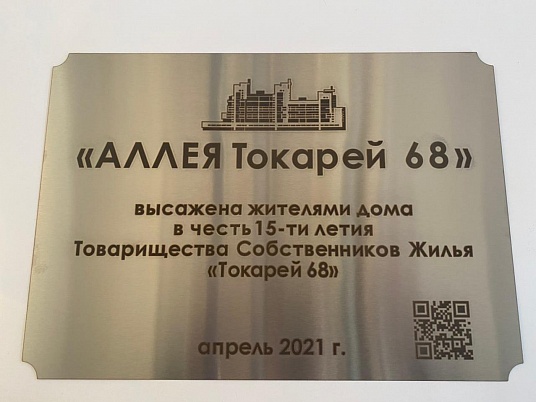 «АЛЛЕЯ Токарей 68»
высажена жителями дома
в честь 15-ти летия
Товарищества Собственников Жилья
«Токарей 68»
апрель 2021 г.